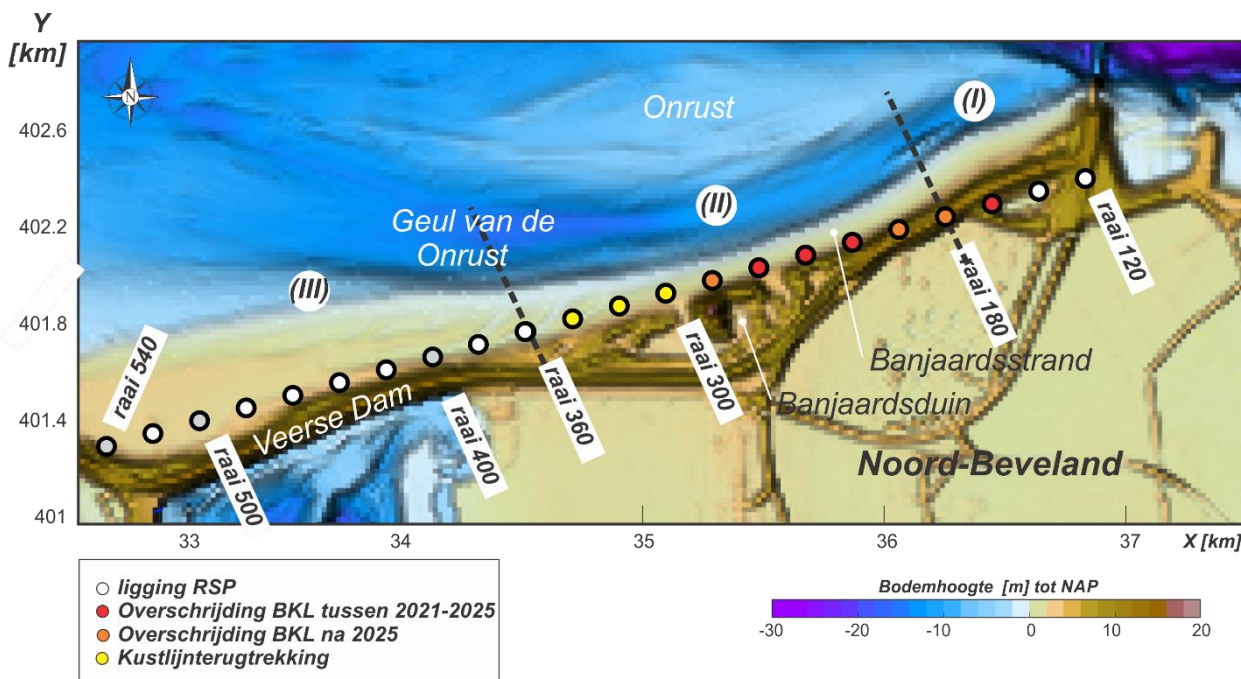 Y
[km]
402.6
402.2
401.8
401.4
401
N
Onrust
(I)
(II)
Geul van de
Onrust
(III)
raai 540
raai 500
Veerse Dam
raai 400
raai 360
raai 300
raai 180
raai 120
Banjaardsstrand
Banjaardsduin
Noord-Beveland
33
34
35
36
37
X [km]
ligging RSP
Overschrijding BKL tussen 2021-2025
Overschrijding BKL na 2025
Kustlijnterugtrekking
Bodemhoogte [m] tot NAP
-30
-20
-10
0
10
20